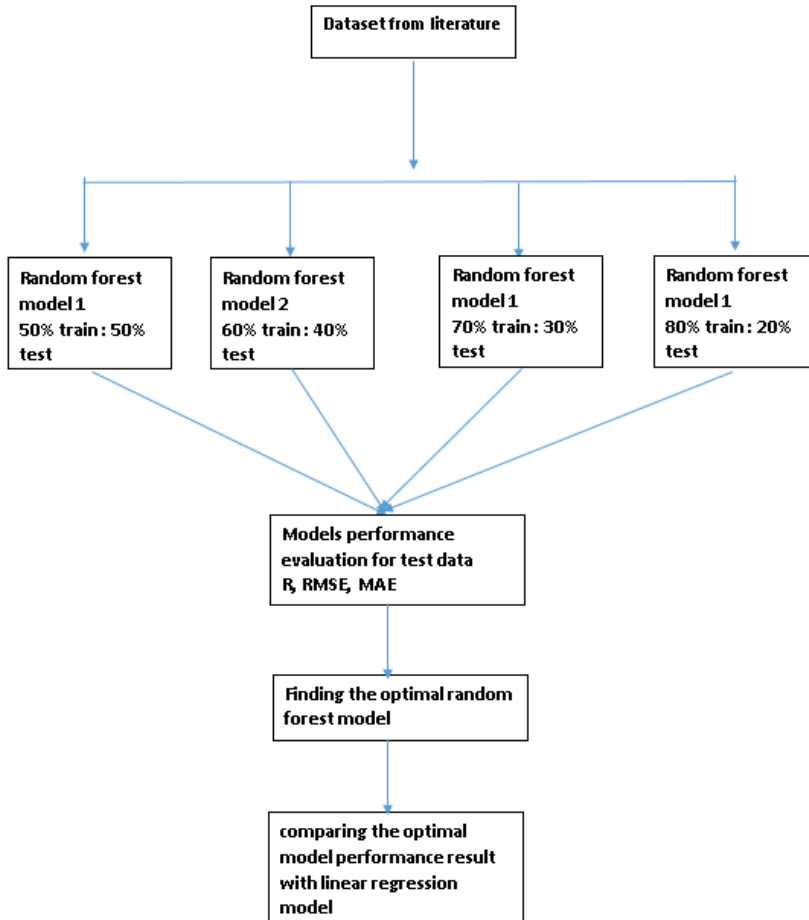 Dataset from literature
Random forest
model 1
50% train : 50%
test
Random forest
model 2
60% train : 40%
test
Random forest
model 1
70% train : 30%
test
Random forest
model 1
80% train : 20%
test
Models performance
evaluation for test data
R, RMSE, MAE
Finding the optimal random
forest model
comparing the optimal
model performance result
with linear regression
model